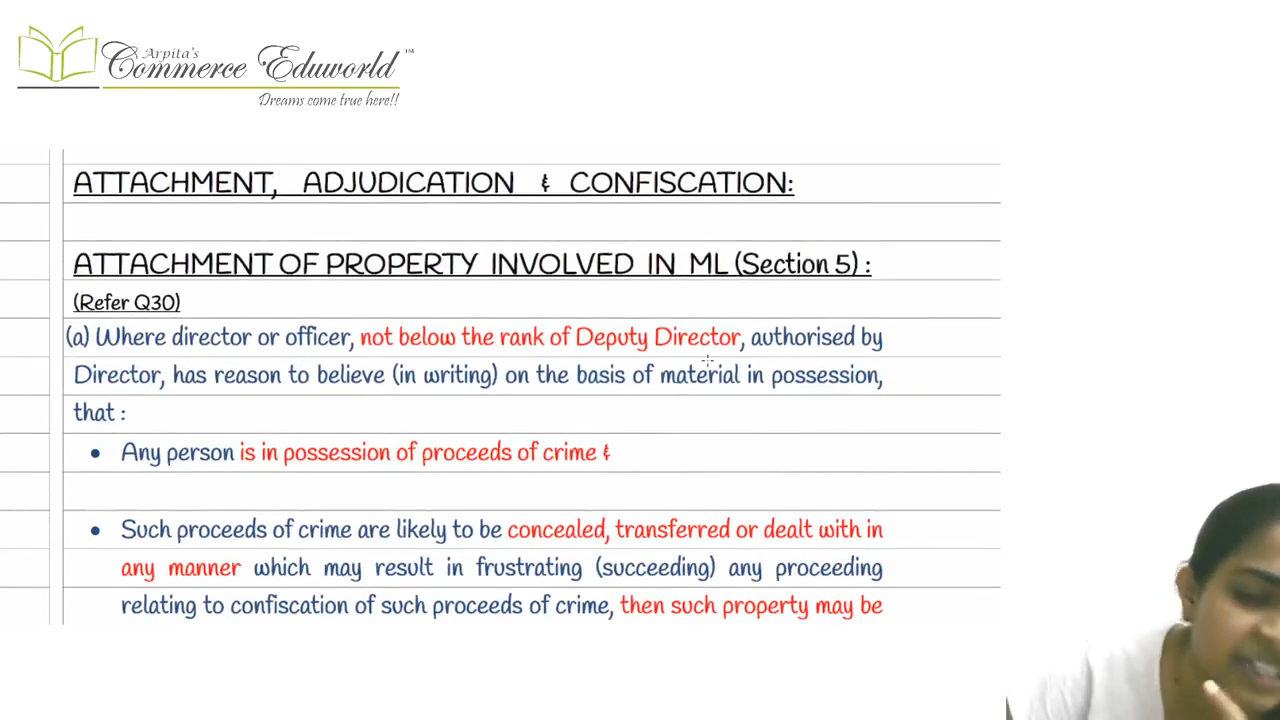 Arpita's
Commerce Eduworld™
Dreams come true here!!
ATTACHMENT, ADJUDICATION & CONFISCATION:
ATTACHMENT OF PROPERTY INVOLVED IN ML (Section 5) :
(Refer Q30)
(a) Where director or officer, not below the rank of Deputy Director, authorised by
Director, has reason to believe (in writing) on the basis of material in possession,
that :
• Any person is in possession of proceeds of crime &
• Such proceeds of crime are likely to be concealed, transferred or dealt with in
any manner which may result in frustrating (succeeding) any proceeding
relating to confiscation of such proceeds of crime, then such property may be